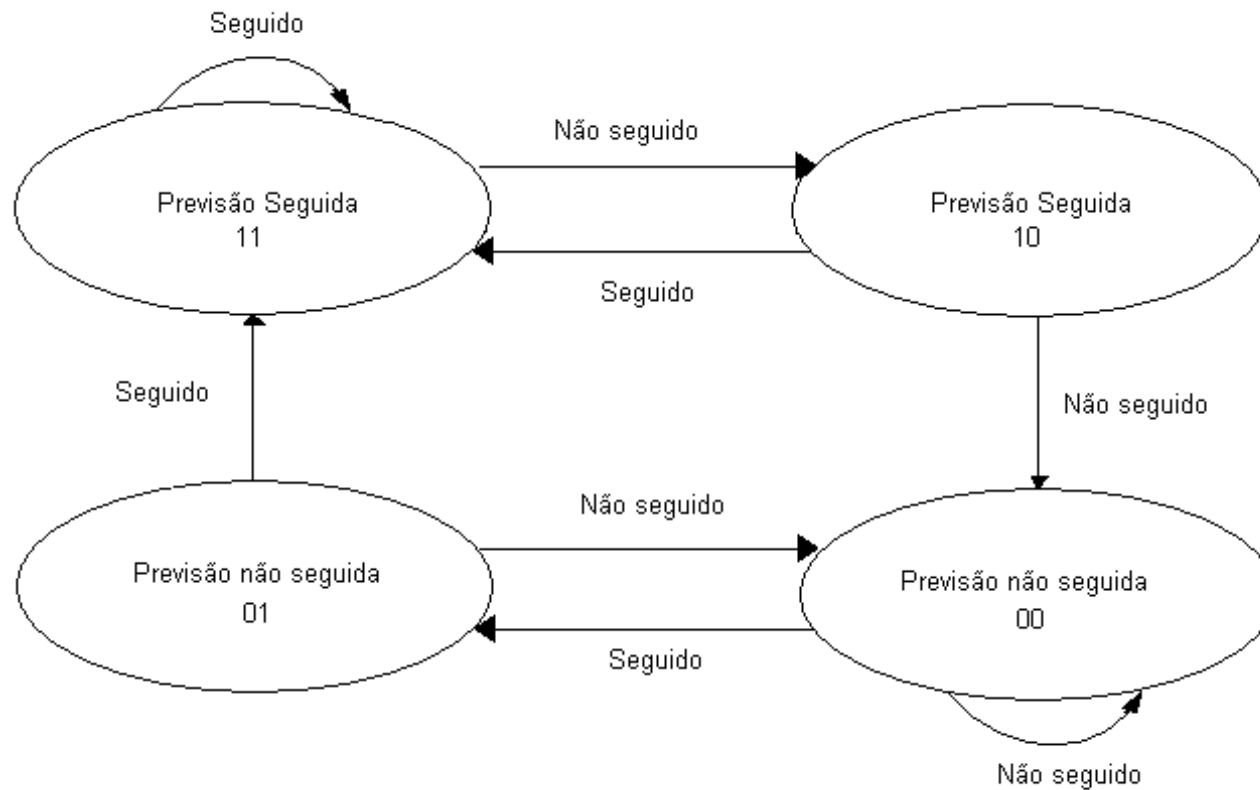 Seguido
Não seguido
Previsão Seguida
11
Previsão Seguida
10
Seguido
Seguido
Não seguido
Não seguido
Previsão não seguida
01
Previsão não seguida
00
Seguido
Não seguido